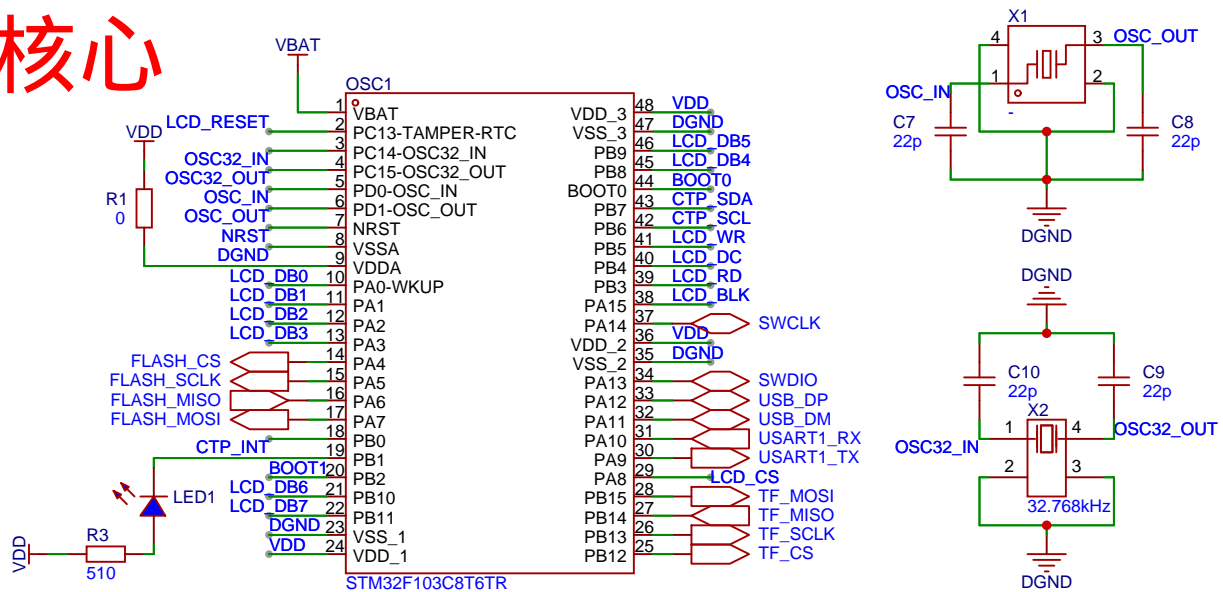 核心
VBAT
OSC1
1 VBAT
LCD_RESET 2 PC13-TAMPER-RTC
3 PC14-OSC32_IN
OSC32_IN 4 PC15-OSC32_OUT
OSC32_OUT 5 PD0-OSC_IN
OSC_IN 6 PD1-OSC_OUT
OSC_OUT 7 NRST
NRST 8 VSSA
DGND 9 VDDA
LCD_DB0 10 PA0-WKUP
LCD_DB1 11 PA1
LCD_DB2 12 PA2
LCD_DB3 13 PA3
FLASH_CS 14 PA4
FLASH_SCLK 15 PA5
FLASH_MISO 16 PA6
FLASH_MOSI 17 PA7
18 PB0
CTP_INT 19 PB1
BOOT1 20 PB2
LCD_DB6 21 PB10
LCD_DB7 22 PB11
DGND 23 VSS_1
VDD 24 VDD_1
STM32F103C8T6TR
VDD
R1
0
LED1
VDD
R3
510
VDD_3 48 VDD
VSS_3 47 DGND
PB9 46 LCD_DB5
PB8 45 LCD_DB4
BOOT0 44 BOOT0
PB7 43 CTP_SDA
PB6 42 CTP_SCL
PB5 41 LCD_WR
PB4 40 LCD_DC
PB3 39 LCD_RD
PA15 38 LCD_BLK
PA14 37 SWCLK
VDD_2 36 VDD
VSS_2 35 DGND
PA13 34 SWDIO
PA12 33 USB_DP
PA11 32 USB_DM
PA10 31 USART1_RX
PA9 30 USART1_TX
PA8 29 LCD_CS
PB15 28 TF_MOSI
PB14 27 TF_MISO
PB13 26 TF_SCLK
PB12 25 TF_CS
X1
4 3 OSC_OUT
OSC_IN 1 2
-
C7
22p
C8
22p
DGND
DGND
C10
22p
C9
22p
X2
OSC32_IN 1 4 OSC32_OUT
2 3
32.768kHz
DGND